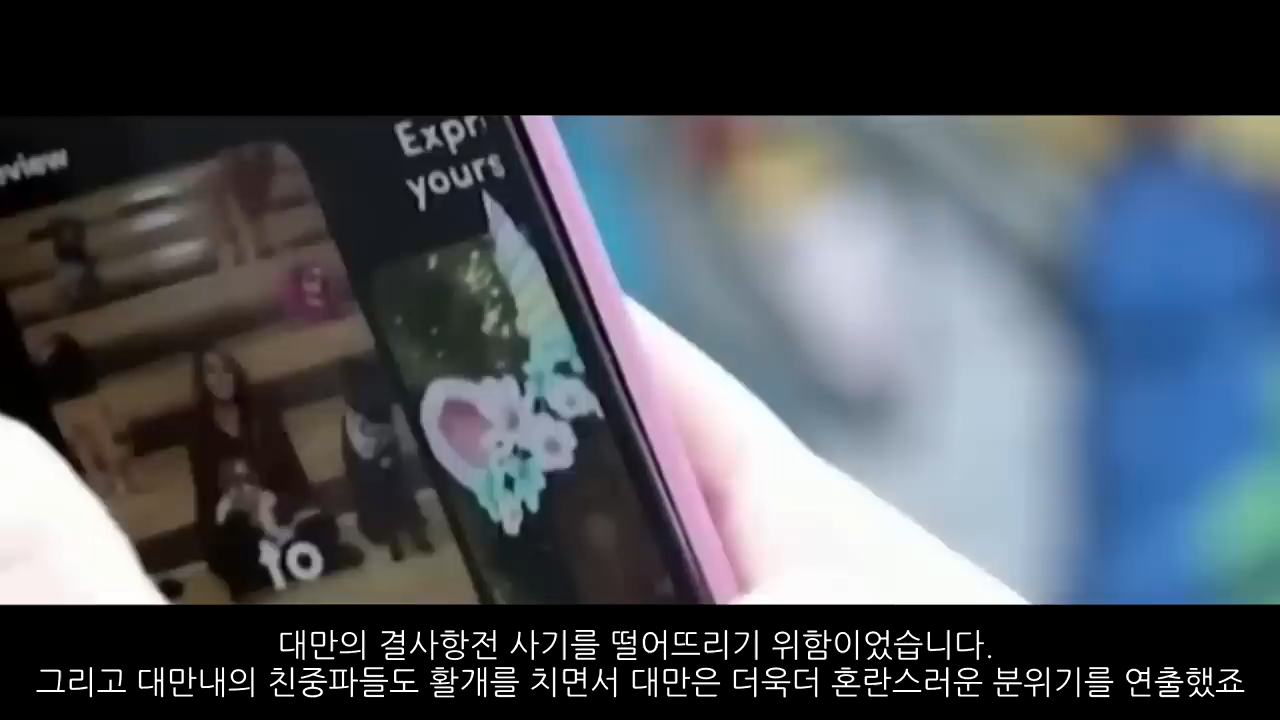 Expr
yours
eview
to
대만의 결사항전 사기를 떨어뜨리기 위함이었습니다.
그리고 대만내의 친중파들도 활개를 치면서 대만은 더욱더 혼란스러운 분위기를 연출했죠